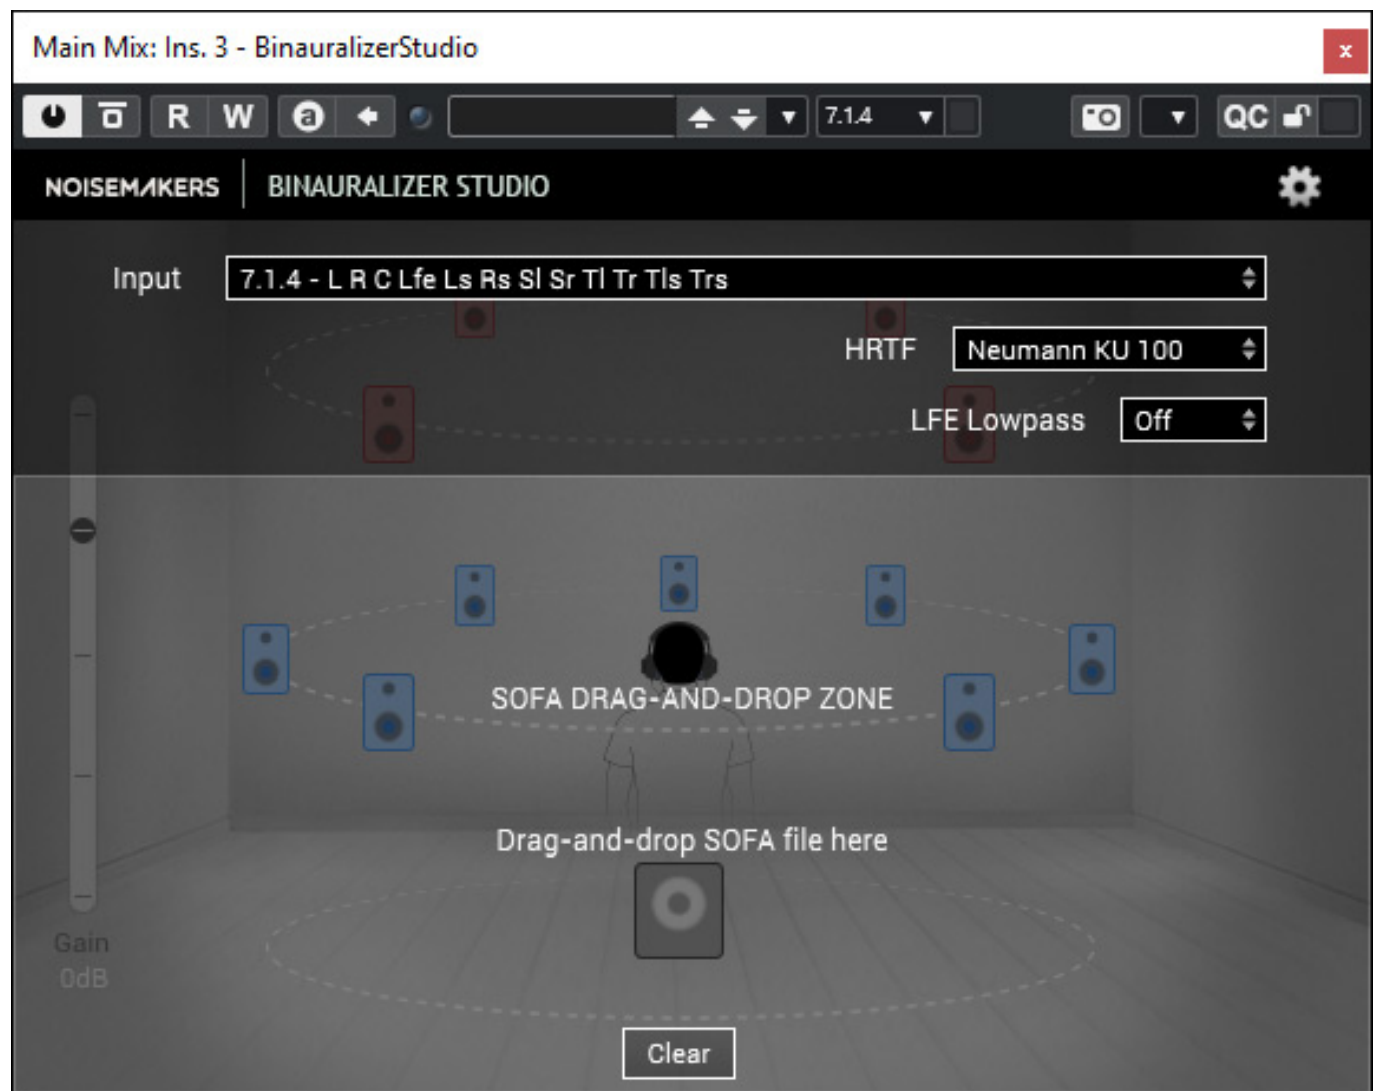 Main Mix: Ins. 3 - BinauralizerStudio
x
R W a 7.1.4 QC
NOISEMAKERS BINAURALIZER STUDIO
Input 7.1.4 - L R C Lfe Ls Rs Sl Sr Tl Tr Tls Trs
HRTF Neumann KU 100
LFE Lowpass Off
SOFA DRAG-AND-DROP ZONE
Drag-and-drop SOFA file here
Gain
0dB
Clear